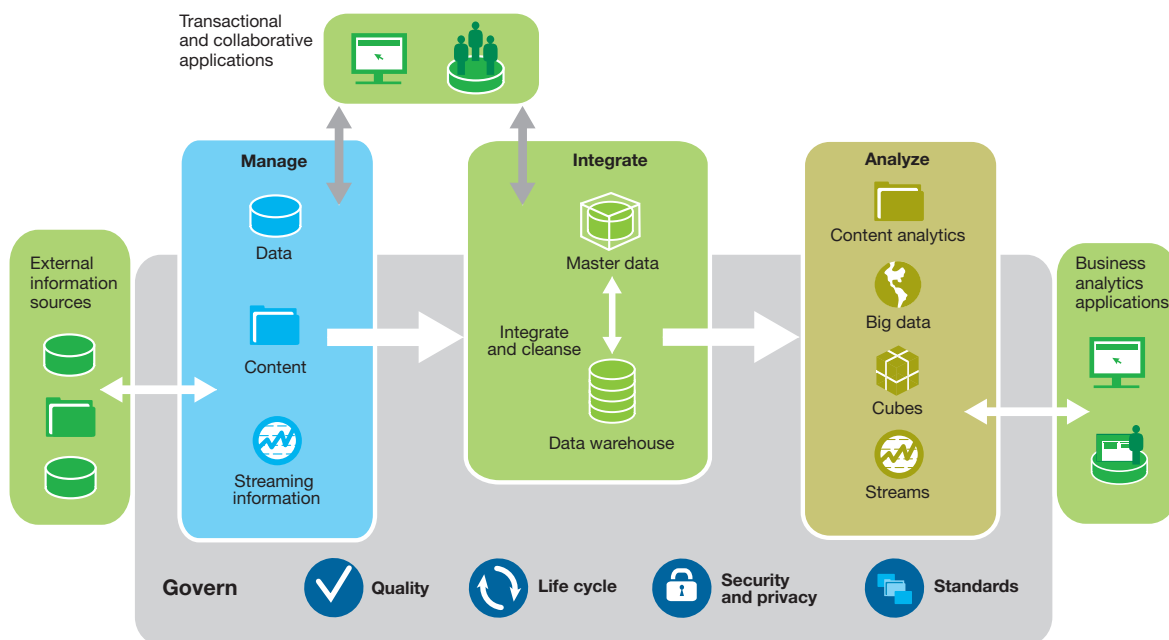 Transactional
and collaborative
applications
Manage
Data
Content
Streaming
information
Integrate
Master data
Integrate
and cleanse
Data warehouse
Analyze
Content analytics
Big data
Cubes
Streams
External
information
sources
Business
analytics
applications
Govern
Quality
Life cycle
Security
and privacy
Standards